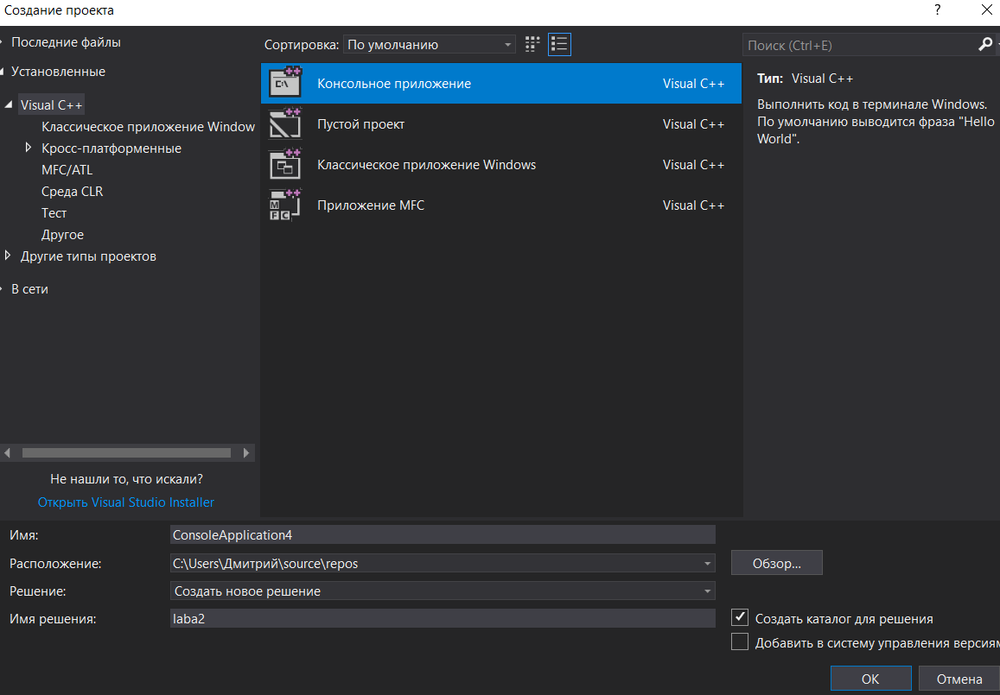 Создание проекта
?
Последние файлы
Установленные
Visual C++
Классическое приложение Window
Кросс-платформенные
MFC/ATL
Среда CLR
Тест
Другое
Другие типы проектов
В сети
Не нашли то, что искали?
Открыть Visual Studio Installer
Сортировка: По умолчанию
Консольное приложение Visual C++
Пустой проект Visual C++
Классическое приложение Windows Visual C++
Приложение MFC Visual C++
Поиск (Ctrl+E)
Тип: Visual C++
Выполнить код в терминале Windows.
По умолчанию выводится фраза "Hello
World".
Имя: ConsoleApplication4
Расположение: C:\Users\Дмитрий\source\repos
Обзор...
Решение: Создать новое решение
Имя решения: laba2
Создать каталог для решения
Добавить в систему управления версиям
ОК
Отмена